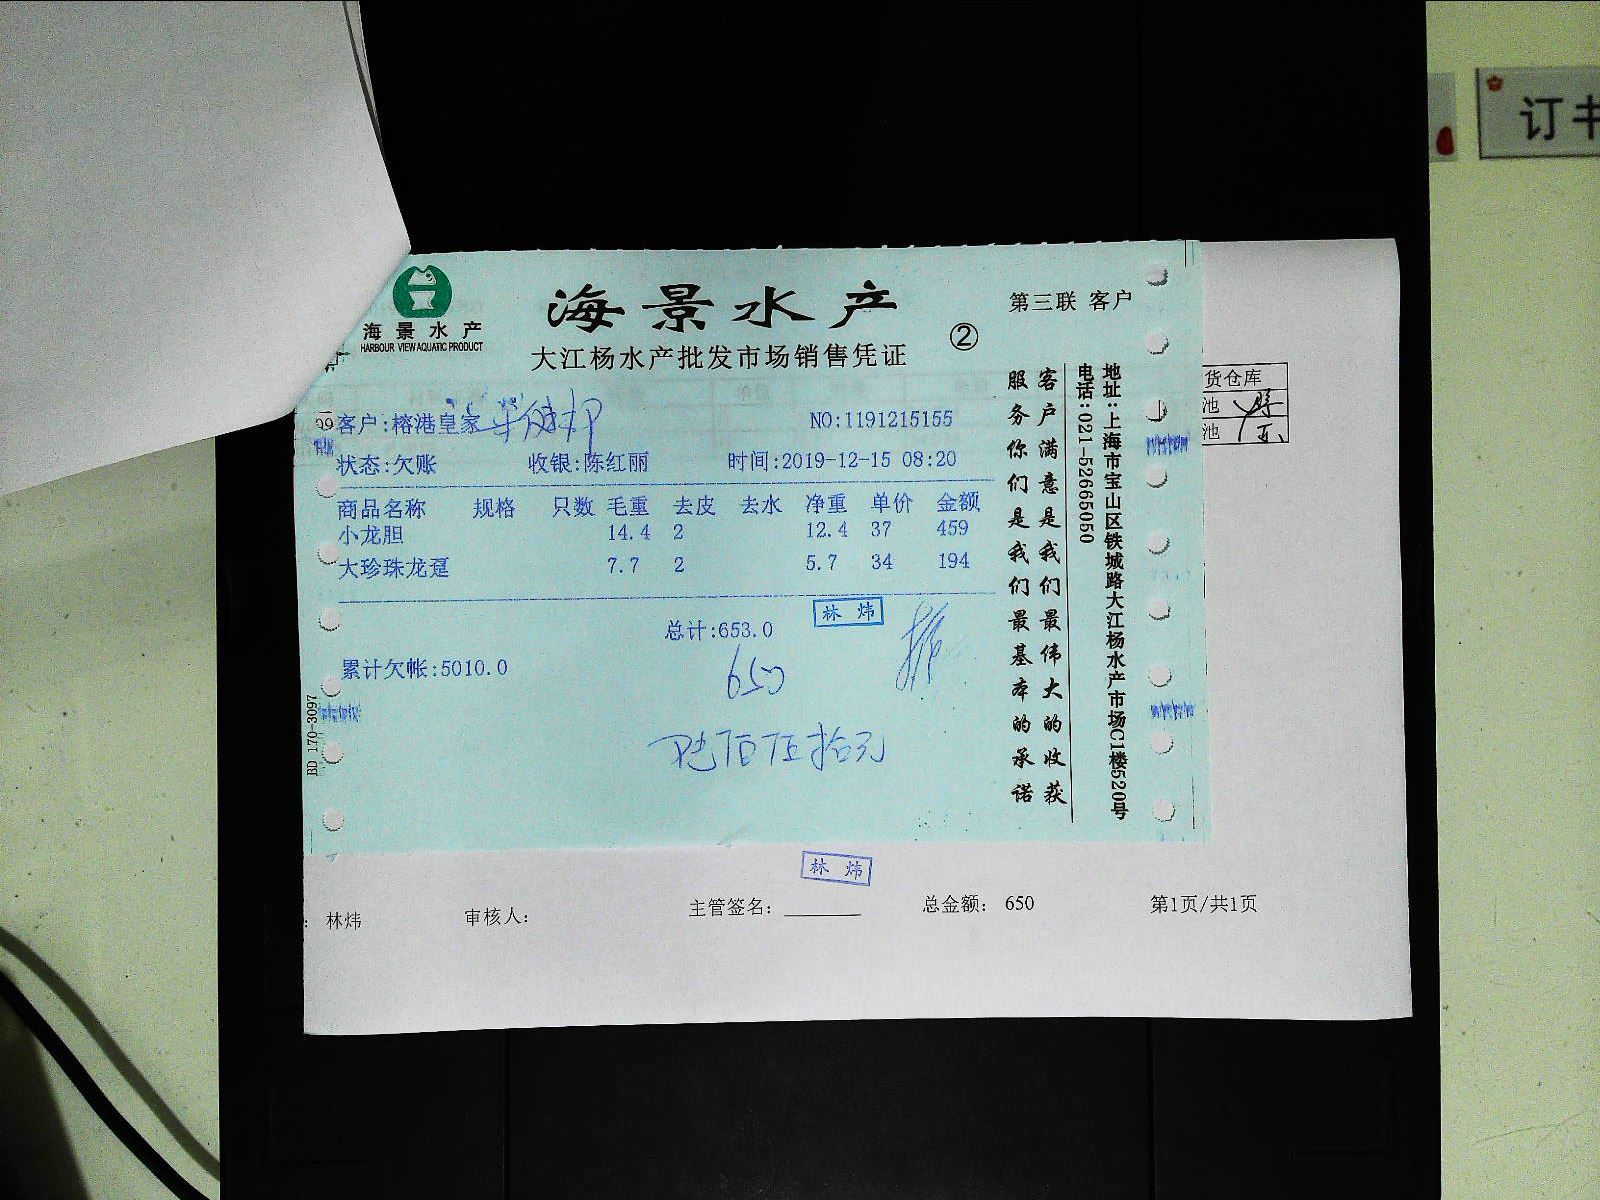 订书
海景水产
HARBOUR VIEW AQUATIC PRODUCT
海景水产
大江杨水产批发市场销售凭证
②
第三联 客户
客户:榕港皇家
NO:1191215155
状态:欠账 收银:陈红丽 时间:2019-12-15 08:20
商品名称 规格 只数 毛重 去皮 去水 净重 单价 金额
小龙胆 14.4 2 12.4 37 459
大珍珠龙趸 7.7 2 5.7 34 194
总计:653.0
林炜
650
累计欠帐:5010.0
陆佰伍拾元
客户满意是我们最伟大的收获
服务你们是我们最基本的承诺
地址:上海市宝山区铁城路大江杨水产市场C1楼520号
电话:021-52665050
BD 170-3097
货仓库
池
池
林炜
: 林炜 审核人: 主管签名: 总金额: 650 第1页/共1页